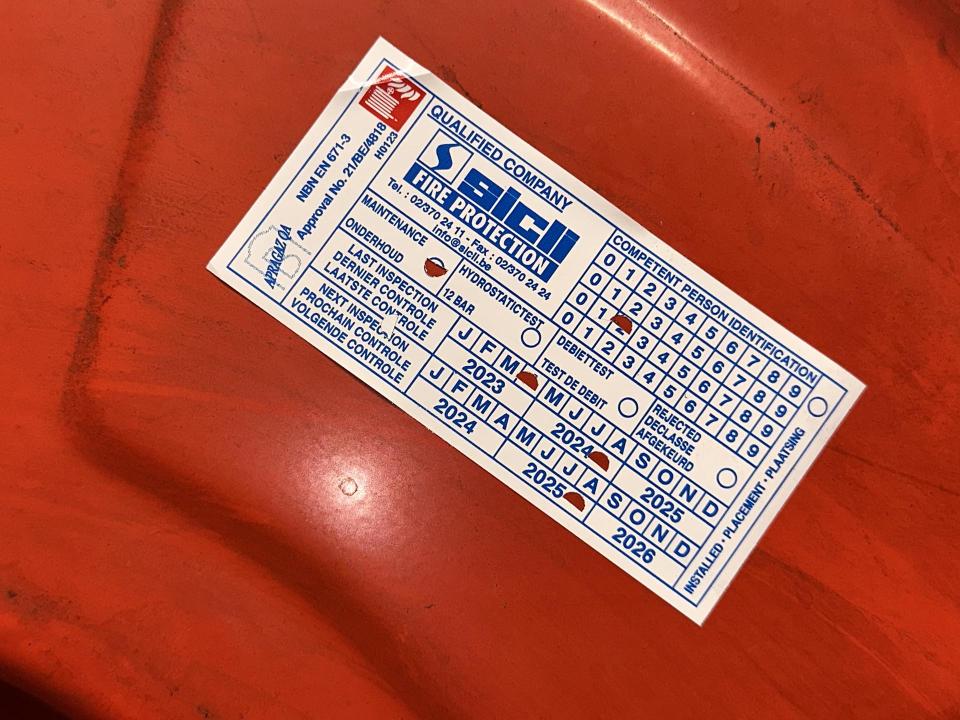 NBN EN 671-3
Approval No. 21/BE/4818
H0123
APRAGAZ QA
QUALIFIED COMPANY
sicli
FIRE PROTECTION
Tel. : 02/370 24 11 - Fax : 02/370 24 24
info@sicli.be
MAINTENANCE
ONDERHOUD
HYDROSTATICTEST
12 BAR
DEBIETTEST
TEST DE DEBIT
REJECTED
DECLASSE
AFGEKEURD
COMPETENT PERSON IDENTIFICATION
0 1 2 3 4 5 6 7 8 9
0 1 2 3 4 5 6 7 8 9
0 1 2 3 4 5 6 7 8 9
0 1 2 3 4 5 6 7 8 9
LAST INSPECTION
DERNIER CONTROLE
LAATSTE CONTROLE
J F M M J J A S O N D
2023 2024 2025
NEXT INSPECTION
PROCHAIN CONTROLE
VOLGENDE CONTROLE
J F M A M J J A S O N D
2024 2025 2026
INSTALLED · PLACEMENT · PLAATSING